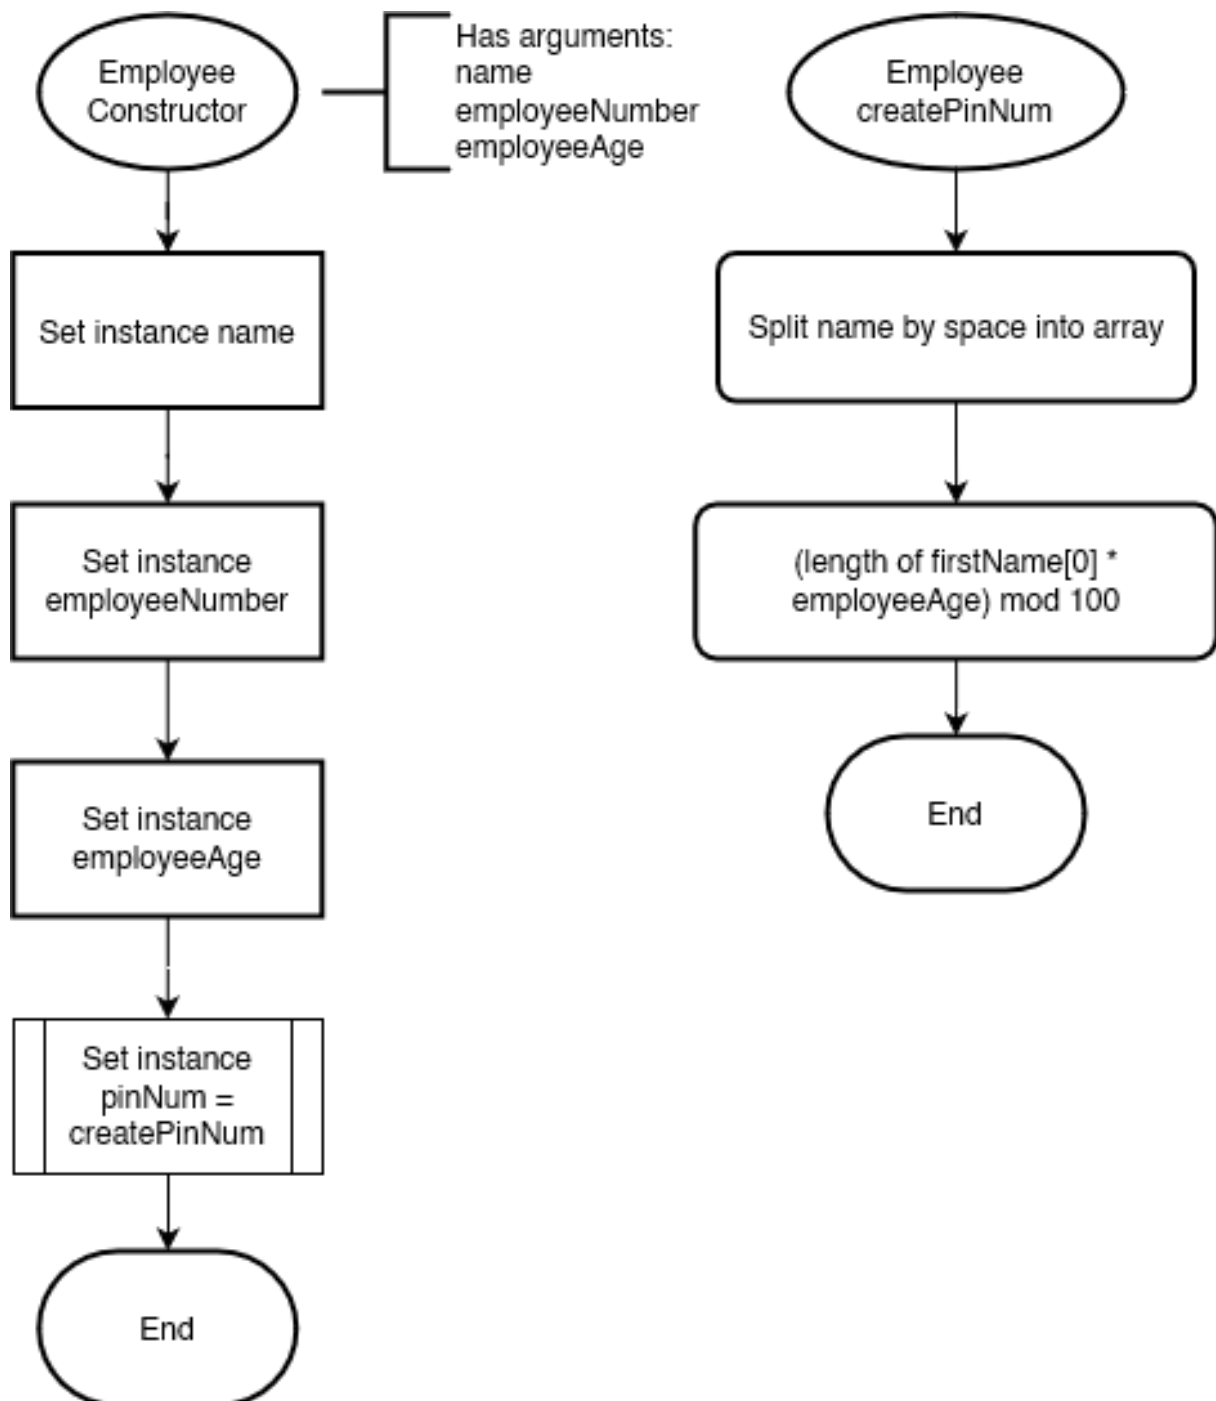 Employee
Constructor
Has arguments:
name
employeeNumber
employeeAge
Set instance name
Set instance
employeeNumber
Set instance
employeeAge
Set instance
pinNum =
createPinNum
End
Employee
createPinNum
Split name by space into array
(length of firstName[0] *
employeeAge) mod 100
End